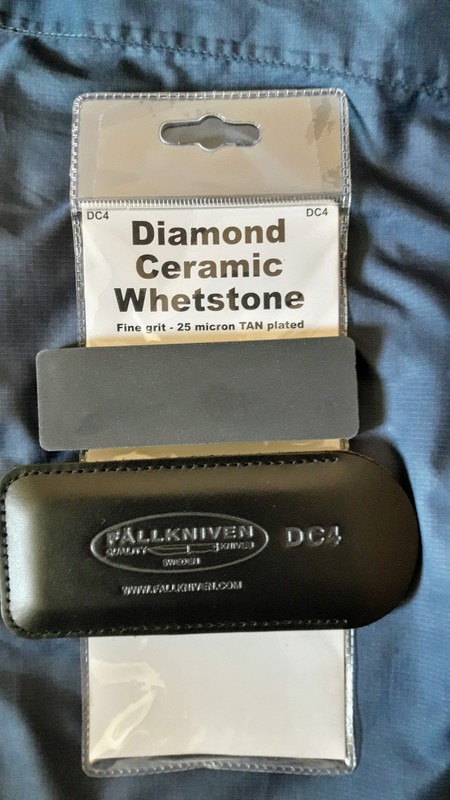 DC4 DC4
Diamond
Ceramic
Whetstone
Fine grit - 25 micron TAN plated
FÄLLKNIVEN DC4
QUALITY KNIVES
SWEDEN
WWW.FALLKNIVEN.COM